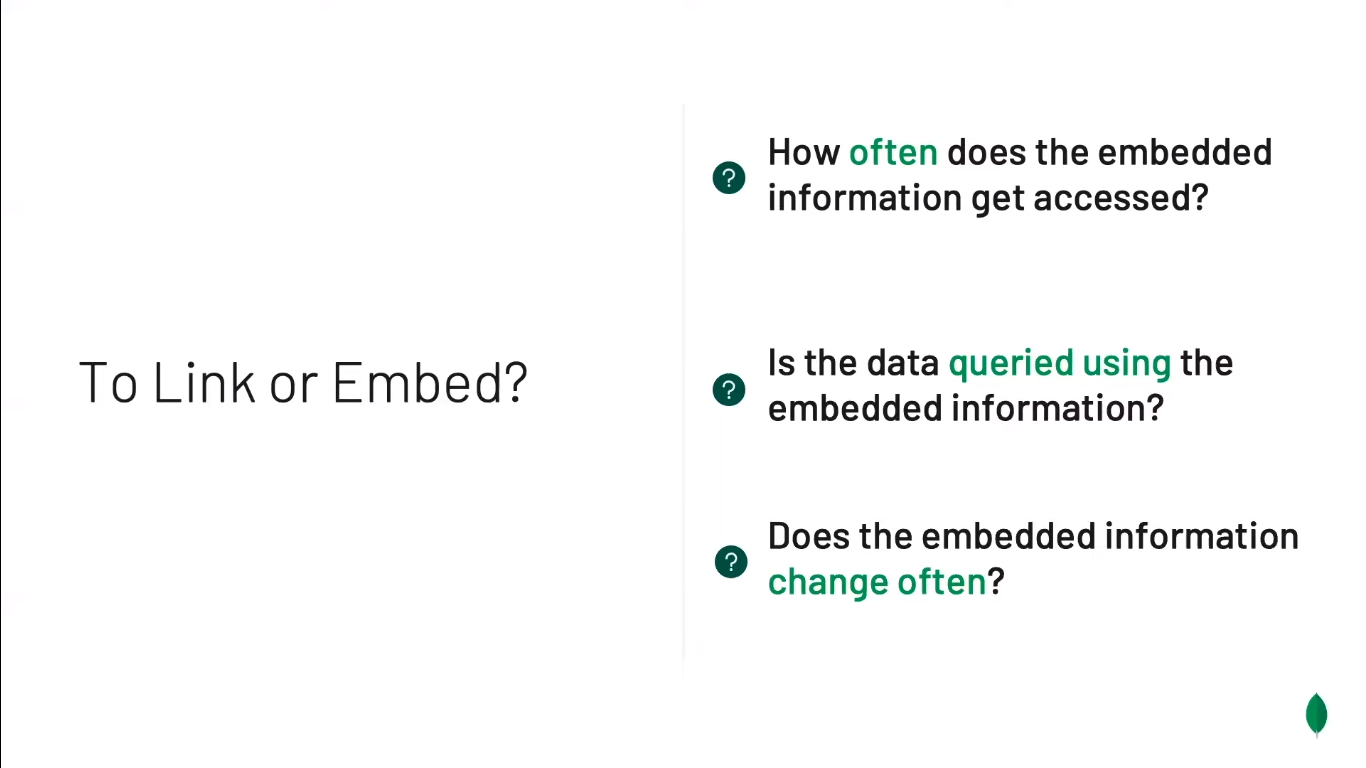 To Link or Embed?
? How often does the embedded
information get accessed?
? Is the data queried using the
embedded information?
? Does the embedded information
change often?